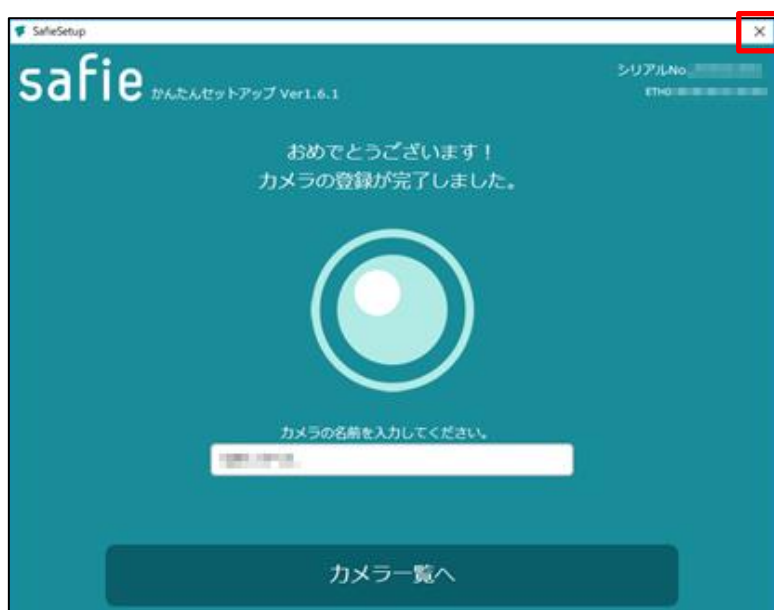 SafieSetup
safie かんたんセットアップ Ver1.6.1
シリアルNo.
ETH0:
おめでとうございます！
カメラの登録が完了しました。
カメラの名前を入力してください。
カメラ一覧へ